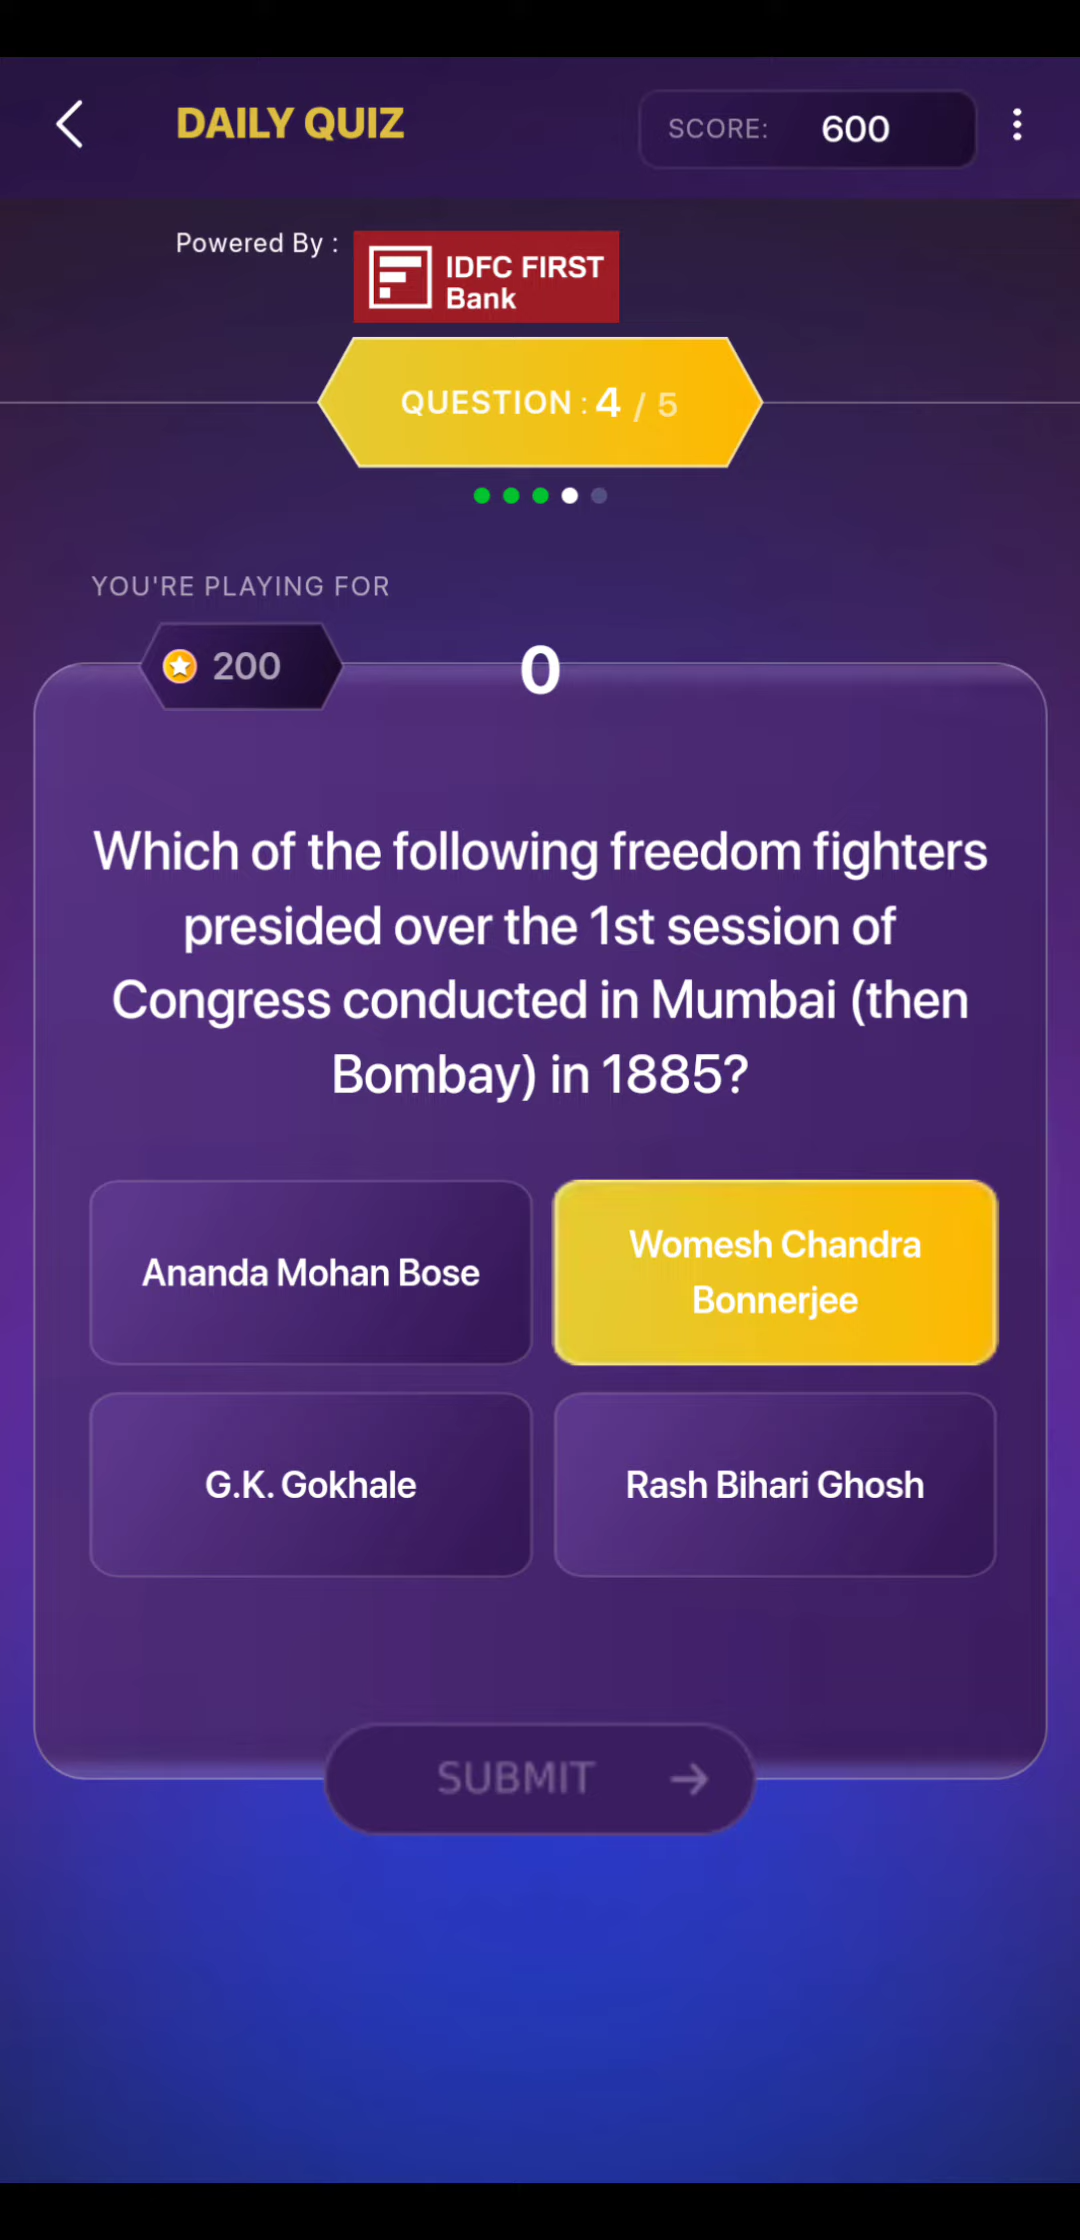 DAILY QUIZ
SCORE: 600
Powered By :
IDFC FIRST
Bank
QUESTION : 4 / 5
YOU'RE PLAYING FOR
200
0
Which of the following freedom fighters
presided over the 1st session of
Congress conducted in Mumbai (then
Bombay) in 1885?
Ananda Mohan Bose
Womesh Chandra
Bonnerjee
G.K. Gokhale
Rash Bihari Ghosh
SUBMIT →